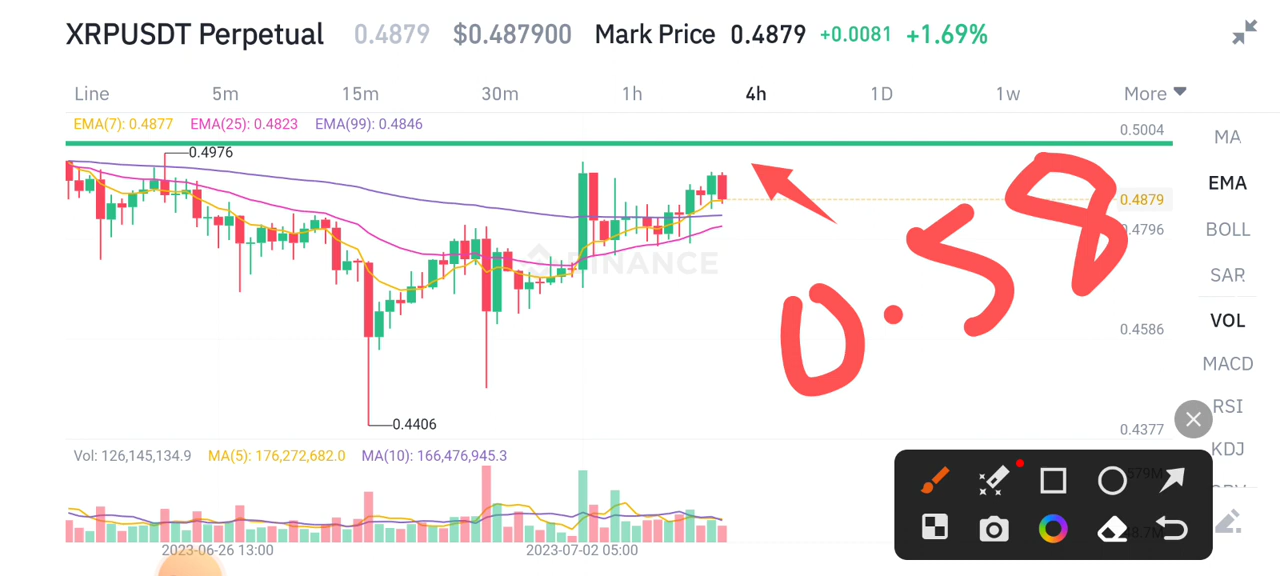 XRPUSDT Perpetual 0.4879 $0.487900 Mark Price 0.4879 +0.0081 +1.69%
Line 5m 15m 30m 1h 4h 1D 1w More
EMA(7): 0.4877 EMA(25): 0.4823 EMA(99): 0.4846
0.5004
MA
0.4976
EMA
0.4879
0.58
0.4796
BOLL
BINANCE
SAR
VOL
0.4586
MACD
RSI
0.4406
0.4377
KDJ
Vol: 126,145,134.9 MA(5): 176,272,682.0 MA(10): 166,476,945.3
2023-06-26 13:00 2023-07-02 05:00